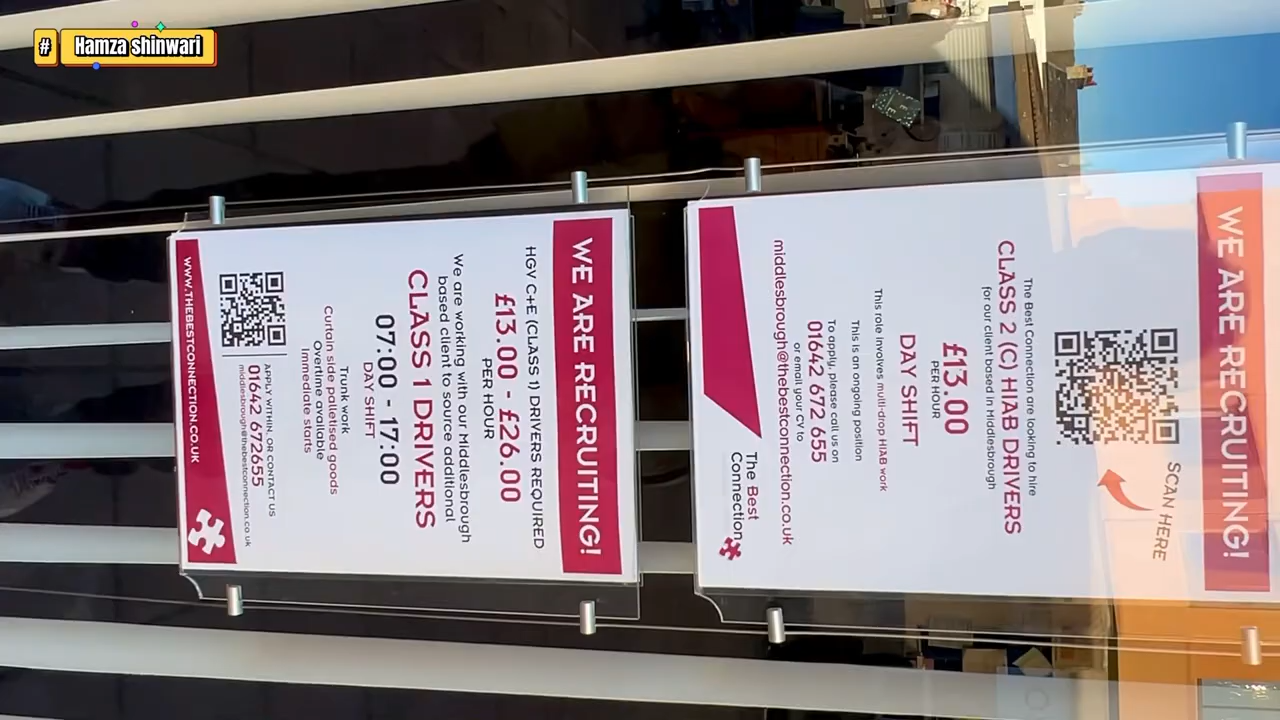 # Hamza shinwari
WE ARE RECRUITING!
SCAN HERE
The Best Connection are looking to hire
CLASS 2 (C) HIAB DRIVERS
for our client based in Middlesbrough
£13.00
PER HOUR
DAY SHIFT
This role involves multi-drop HIAB work
This is an ongoing position
To apply, please call us on
01642 672 655
or email your CV to
middlesbrough@thebestconnection.co.uk
The Best
Connection
WE ARE RECRUITING!
HGV C+E (CLASS 1) DRIVERS REQUIRED
£13.00 - £26.00
PER HOUR
We are working with our Middlesbrough
based client to source additional
CLASS 1 DRIVERS
07:00 - 17:00
DAY SHIFT
Trunk work
Curtain side palletised goods
Overtime available
Immediate starts
APPLY WITHIN, OR CONTACT US
01642 672655
middlesbrough@thebestconnection.co.uk
WWW.THEBESTCONNECTION.CO.UK